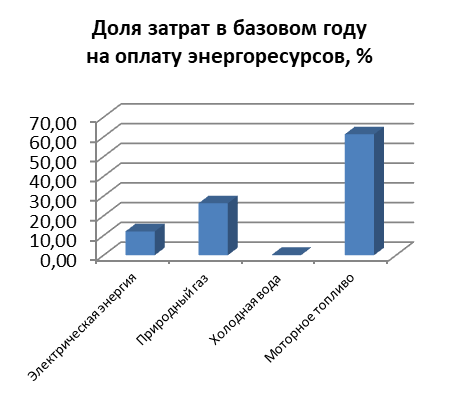 Доля затрат в базовом году
на оплату энергоресурсов, %
70,00
60,00
50,00
40,00
30,00
20,00
10,00
0,00
Электрическая энергия
Природный газ
Холодная вода
Моторное топливо